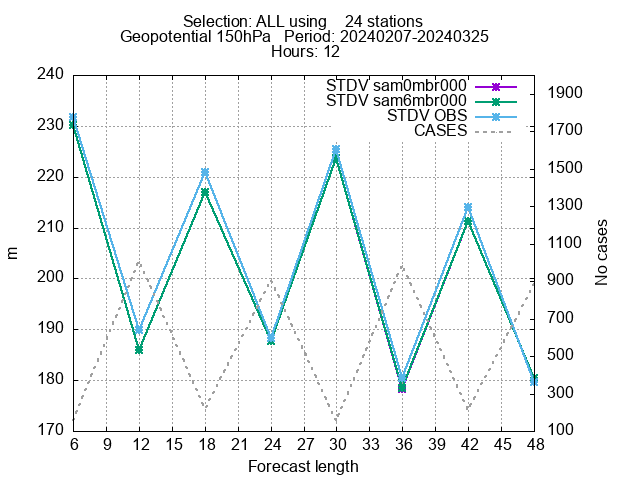 Selection: ALL using    24 stations
Geopotential 150hPa   Period: 20240207-20240325
Hours: 12
STDV sam0mbr000
STDV sam6mbr000
STDV OBS
CASES
240
230
220
210
200
190
180
170
m
1900
1700
1500
1300
1100
900
700
500
300
100
No cases
6 9 12 15 18 21 24 27 30 33 36 39 42 45 48
Forecast length